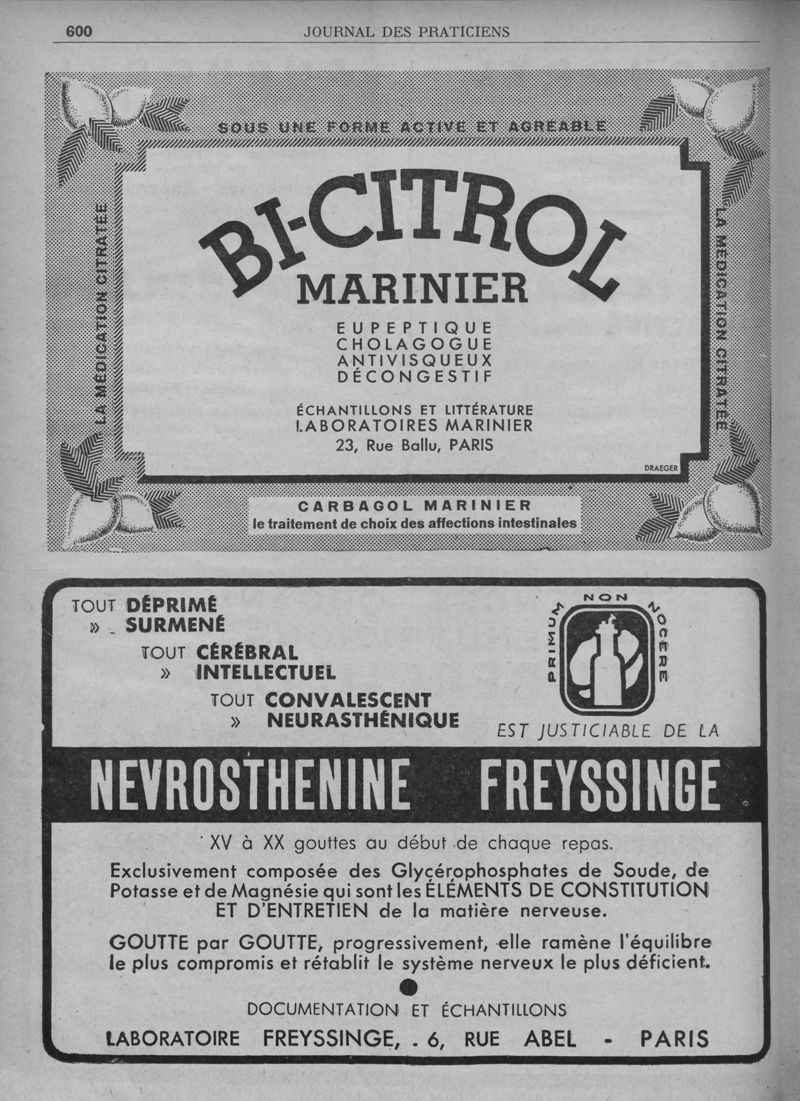 600
JOURNAL DES PRATICIENS
SOUS UNE FORME ACTIVE ET AGREABLE
LA MÉDICATION CITRATÉE
BI-CITROL
MARINIER
EUPEPTIQUE
CHOLAGOGUE
ANTIVISQUEUX
DÉCONGESTIF
ÉCHANTILLONS ET LITTÉRATURE
LABORATOIRES MARINIER
23, Rue Ballu, PARIS
DRAEGER
LA MÉDICATION CITRATÉE
CARBAGOL MARINIER
le traitement de choix des affections intestinales
TOUT DÉPRIMÉ
» SURMENÉ
TOUT CÉRÉBRAL
» INTELLECTUEL
TOUT CONVALESCENT
» NEURASTHÉNIQUE
PRIMUM NON NOCERE
EST JUSTICIABLE DE LA
NEVROSTHENINE FREYSSINGE
XV à XX gouttes au début de chaque repas.
Exclusivement composée des Glycérophosphates de Soude, de
Potasse et de Magnésie qui sont les ÉLÉMENTS DE CONSTITUTION
ET D'ENTRETIEN de la matière nerveuse.
GOUTTE par GOUTTE, progressivement, elle ramène l'équilibre
le plus compromis et rétablit le système nerveux le plus déficient.
DOCUMENTATION ET ÉCHANTILLONS
LABORATOIRE FREYSSINGE, . 6, RUE ABEL - PARIS